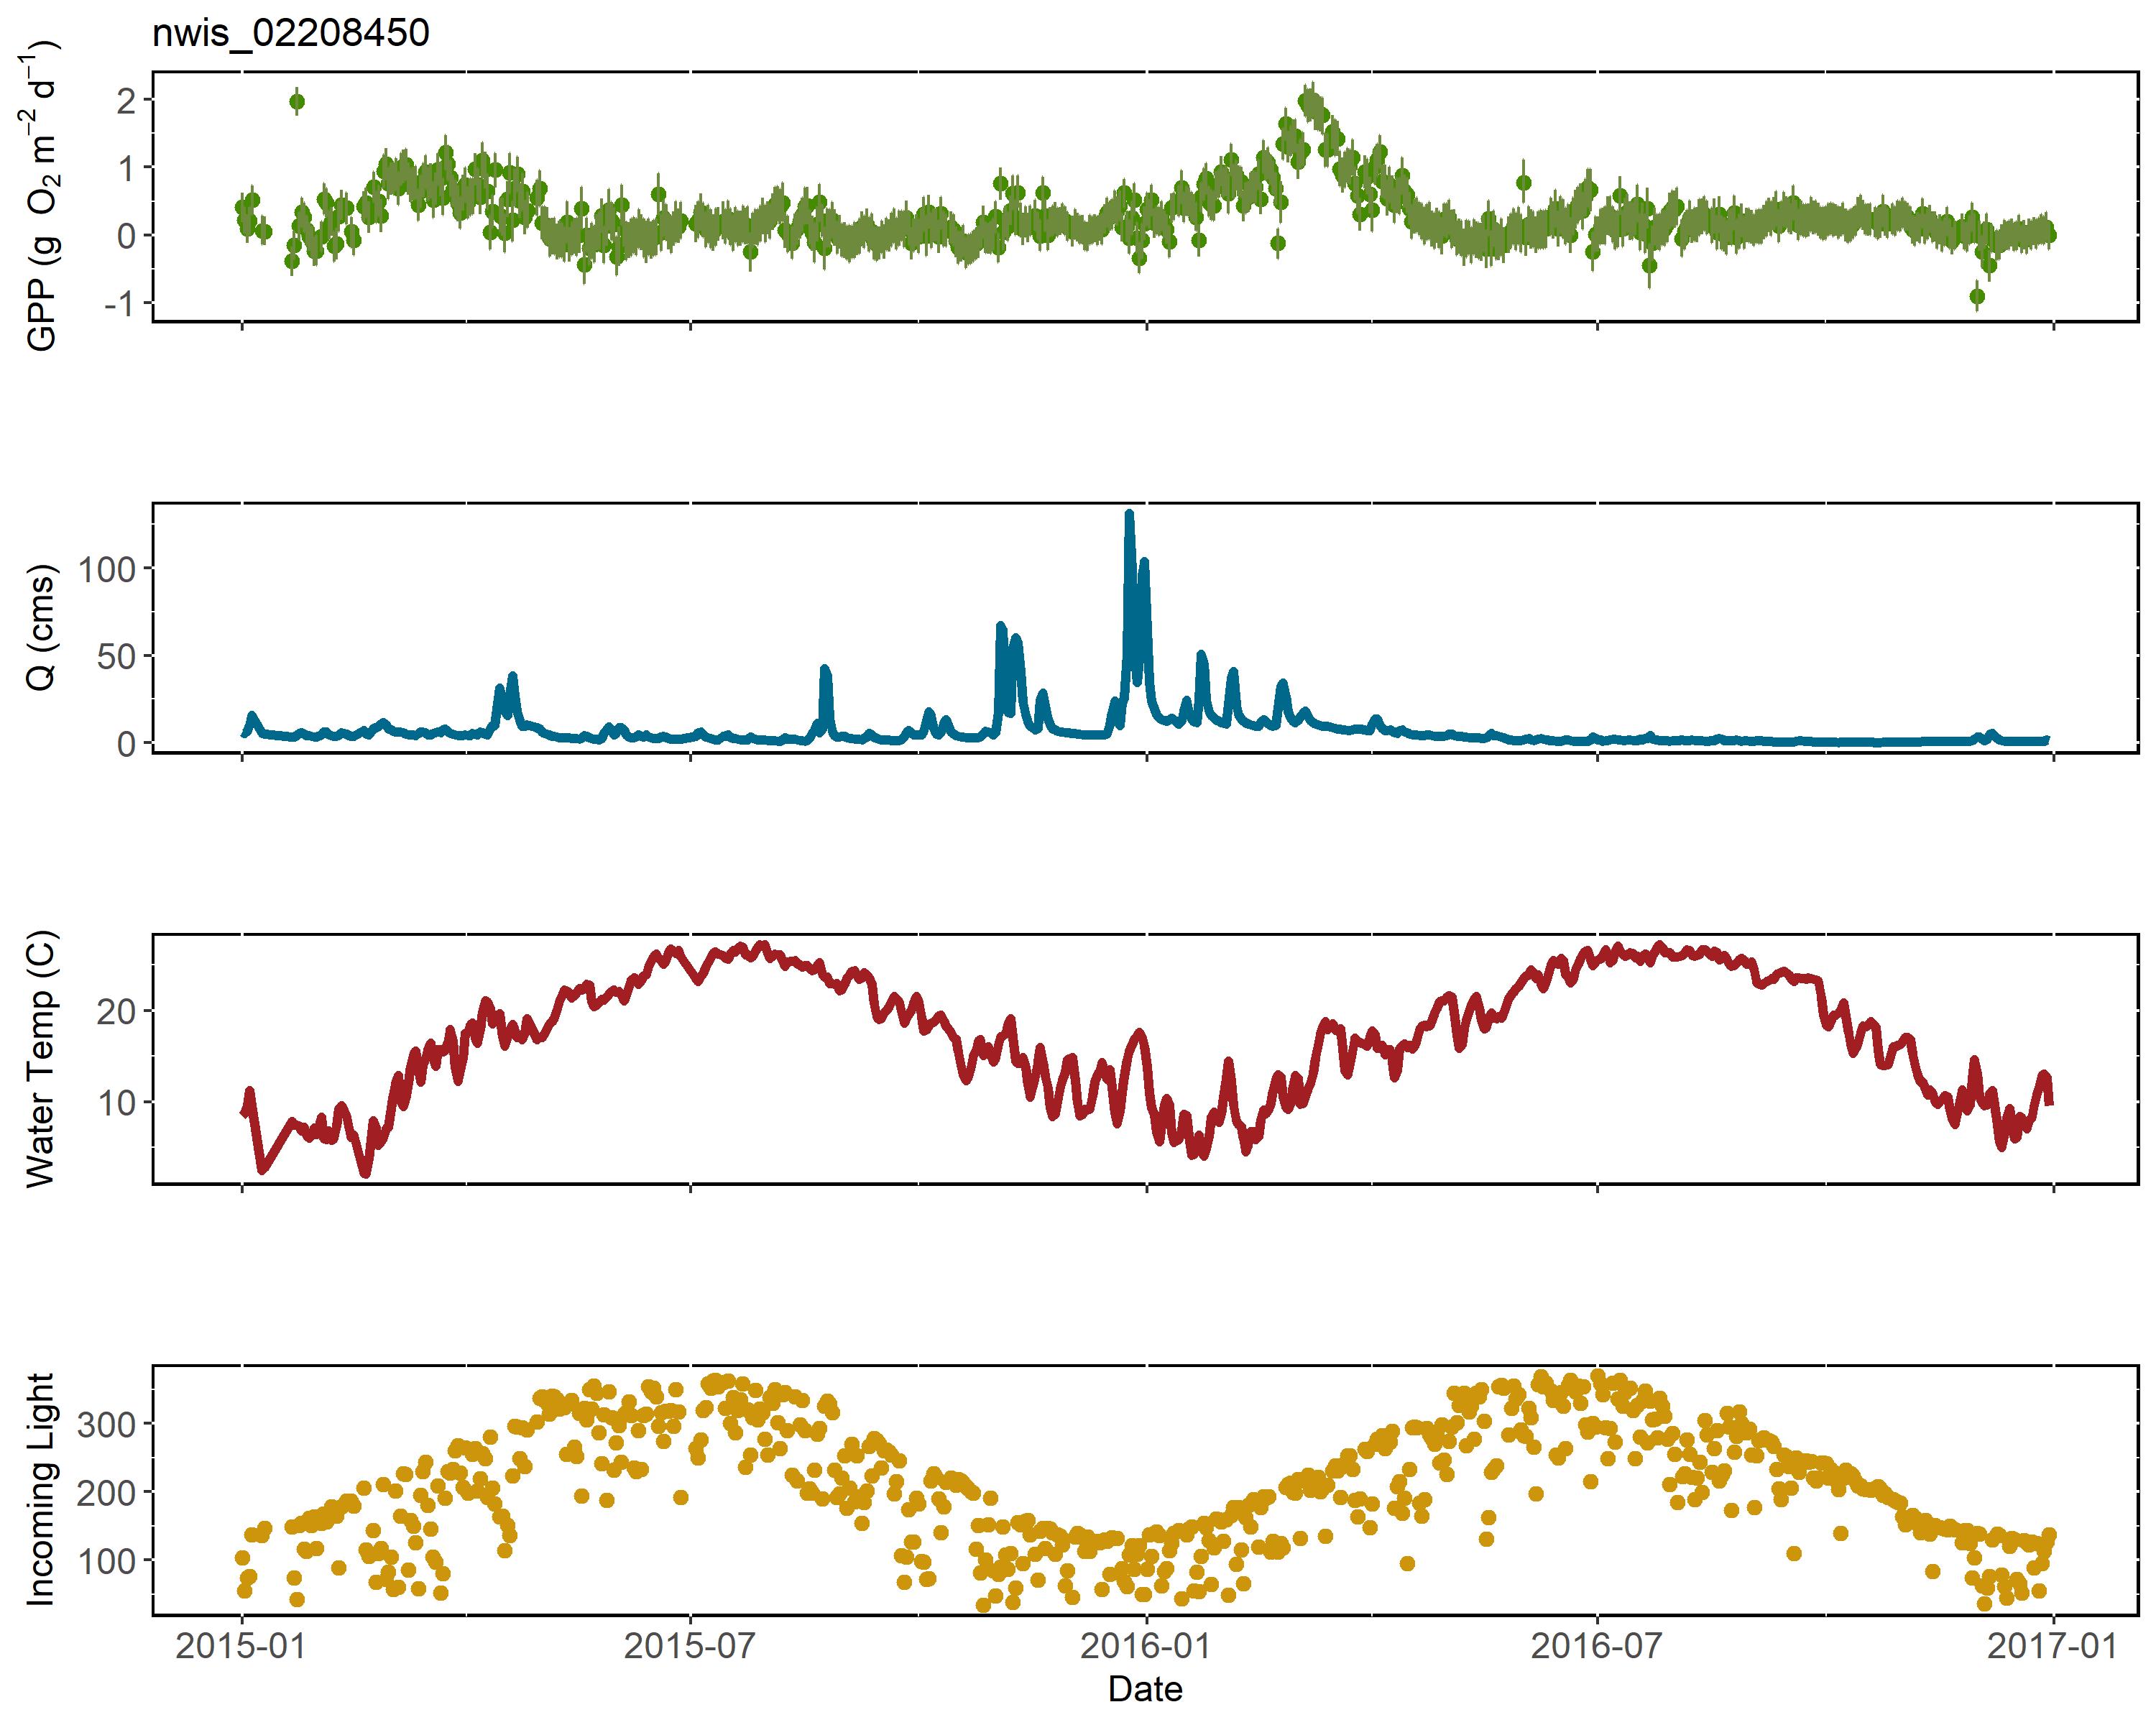 nwis_02208450
GPP (g O₂ m⁻² d⁻¹)
2
1
0
-1
Q (cms)
100
50
0
Water Temp (C)
20
10
Incoming Light
300
200
100
2015-01 2015-07 2016-01 2016-07 2017-01
Date